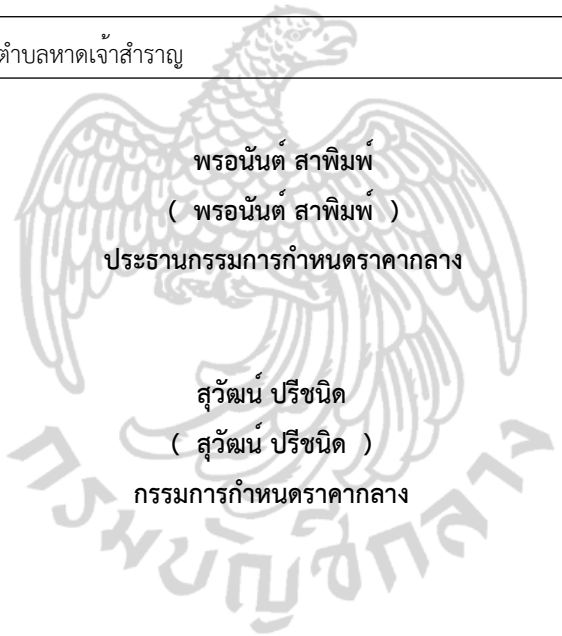 ตำบลหาดเจ้าสำราญ
พรอนันต์ สาพิมพ์
( พรอนันต์ สาพิมพ์ )
ประธานกรรมการกำหนดราคากลาง
สุวัฒน์ ปรีชนิด
( สุวัฒน์ ปรีชนิด )
กรรมการกำหนดราคากลาง
กรมบัญชีกลาง